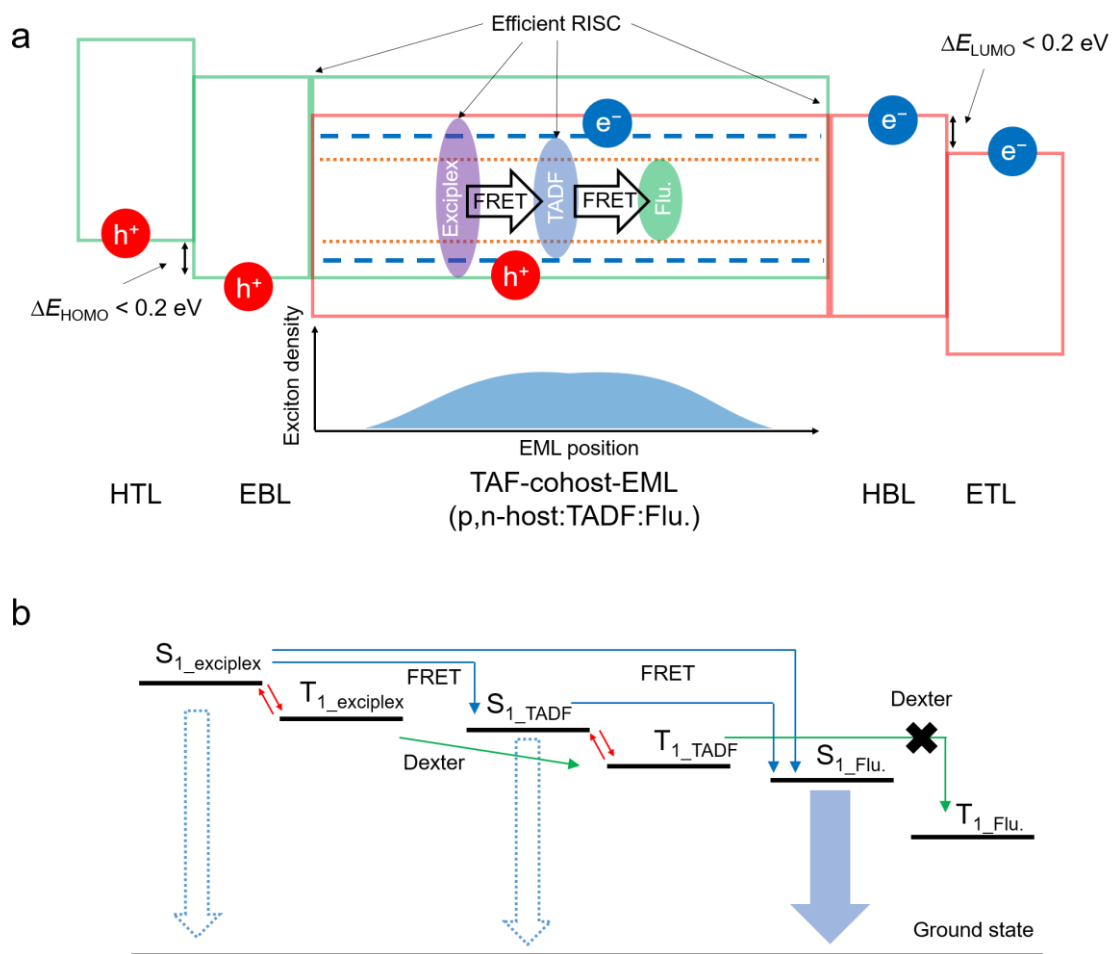 a
Efficient RISC
ΔE_LUMO < 0.2 eV
e⁻
e⁻
e⁻
Exciplex
FRET
TADF
FRET
Flu.
h⁺
h⁺
h⁺
ΔE_HOMO < 0.2 eV
Exciton density
EML position
HTL
EBL
TAF-cohost-EML
(p,n-host:TADF:Flu.)
HBL
ETL
b
S1_exciplex
T1_exciplex
FRET
FRET
S1_TADF
Dexter
T1_TADF
Dexter
S1_Flu.
T1_Flu.
Ground state